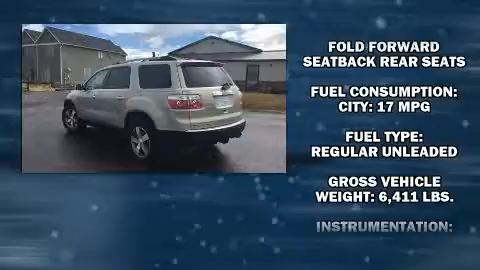 FOLD FORWARD
SEATBACK REAR SEATS
FUEL CONSUMPTION:
CITY: 17 MPG
FUEL TYPE:
REGULAR UNLEADED
GROSS VEHICLE
WEIGHT: 6,411 LBS.
INSTRUMENTATION: